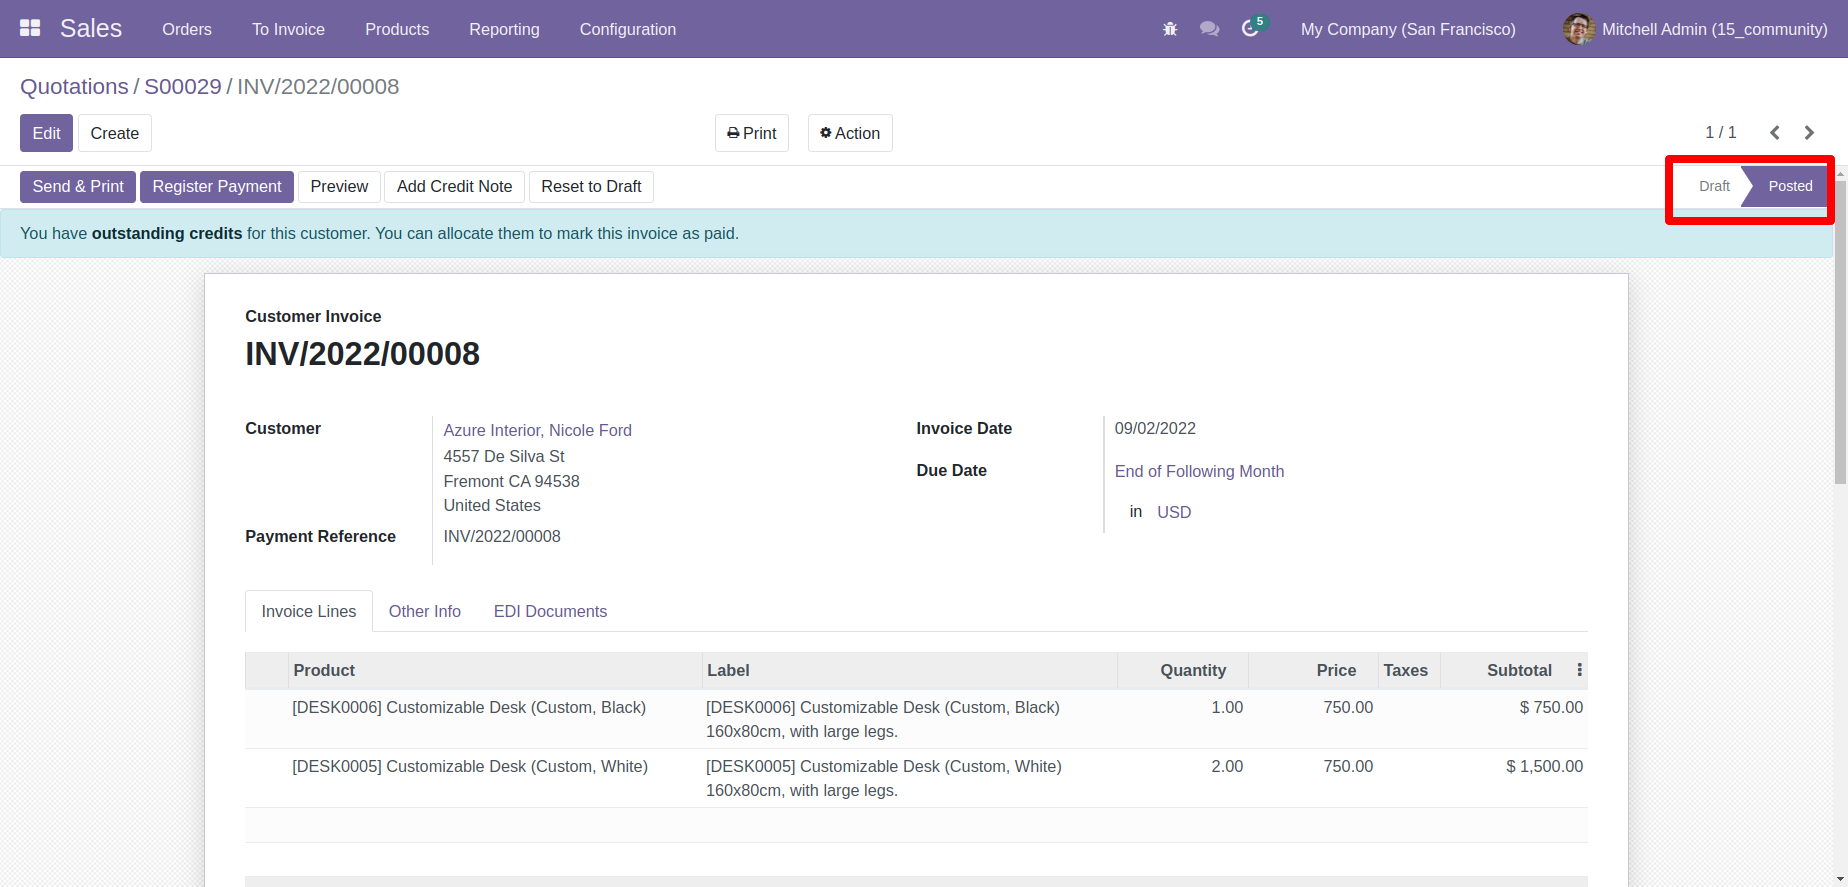 Sales Orders To Invoice Products Reporting Configuration 5 My Company (San Francisco) Mitchell Admin (15_community)
Quotations / S00029 / INV/2022/00008
Edit Create Print Action 1 / 1
Send & Print Register Payment Preview Add Credit Note Reset to Draft Draft Posted
You have outstanding credits for this customer. You can allocate them to mark this invoice as paid.
Customer Invoice
INV/2022/00008
Customer Azure Interior, Nicole Ford
4557 De Silva St
Fremont CA 94538
United States
Payment Reference INV/2022/00008
Invoice Date 09/02/2022
Due Date End of Following Month
in USD
Invoice Lines Other Info EDI Documents
Product Label Quantity Price Taxes Subtotal
[DESK0006] Customizable Desk (Custom, Black) [DESK0006] Customizable Desk (Custom, Black) 1.00 750.00 $ 750.00
160x80cm, with large legs.
[DESK0005] Customizable Desk (Custom, White) [DESK0005] Customizable Desk (Custom, White) 2.00 750.00 $ 1,500.00
160x80cm, with large legs.